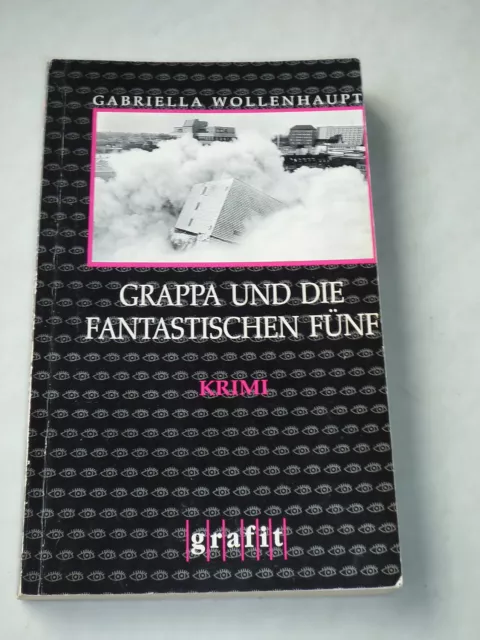 GABRIELLA WOLLENHAUPT
GRAPPA UND DIE
FANTASTISCHEN FÜNF
KRIMI
grafit